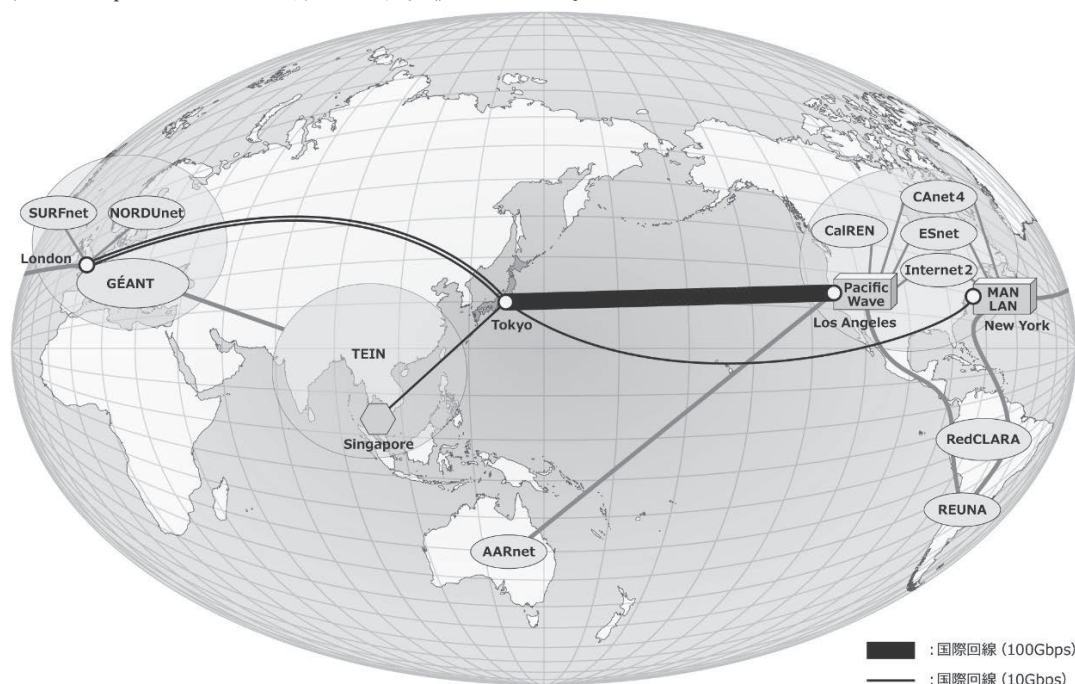 SURFnet
NORDUnet
London
GÉANT
TEIN
Singapore
Tokyo
AARnet
CalREN
CAnet4
ESnet
Internet2
Pacific
Wave
Los Angeles
MAN
LAN
New York
RedCLARA
REUNA
:国際回線 (100Gbps)
:国際回線 (10Gbps)